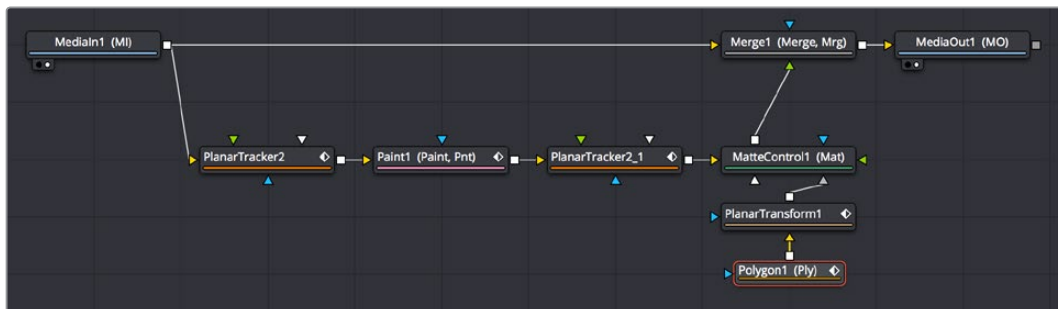 MediaIn1 (MI)
Merge1 (Merge, Mrg)
MediaOut1 (MO)
PlanarTracker2
Paint1 (Paint, Pnt)
PlanarTracker2_1
MatteControl1 (Mat)
PlanarTransform1
Polygon1 (Ply)